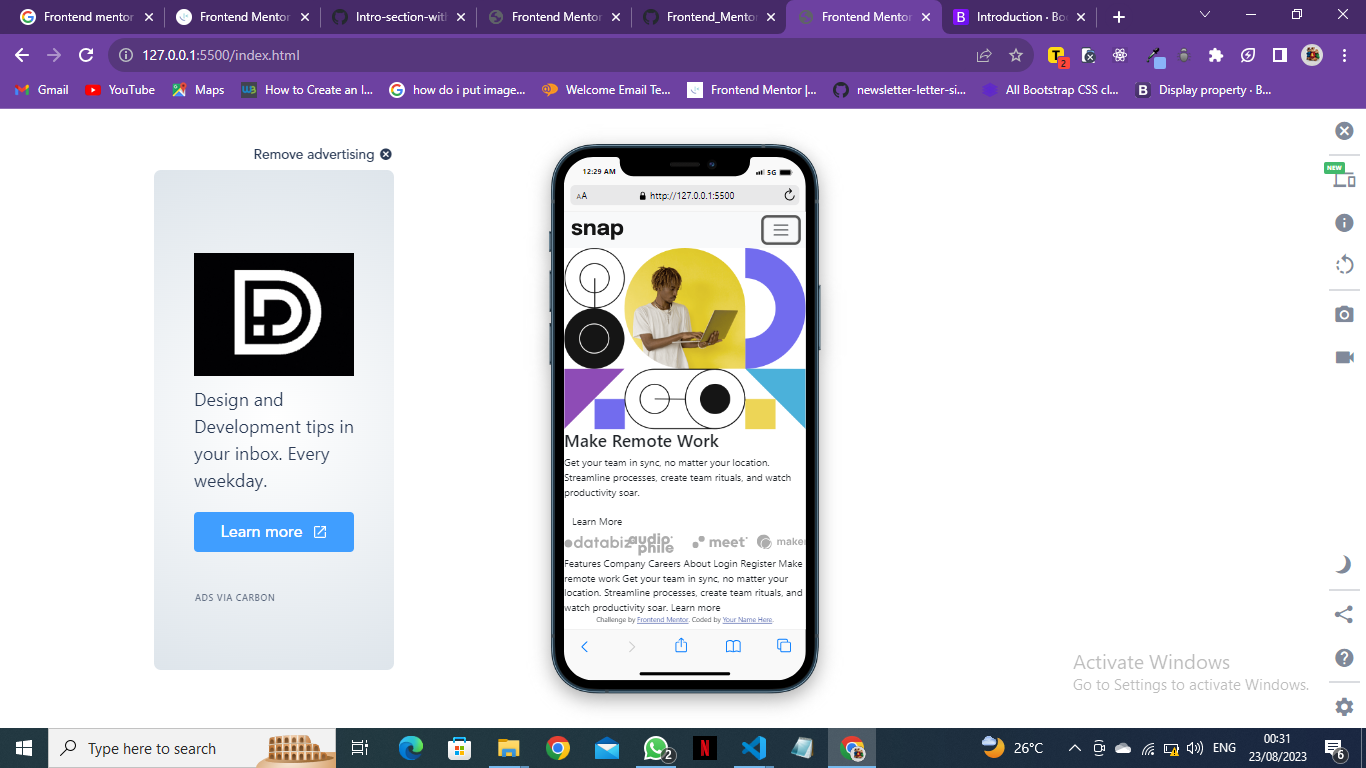 Frontend mentor
Frontend Mentor
Intro-section-with
Frontend Mentor
Frontend_Mentor
Frontend Mentor
Introduction · Bo
127.0.0.1:5500/index.html
2
Gmail
YouTube
Maps
How to Create an I...
how do i put image...
Welcome Email Te...
Frontend Mentor |...
newsletter-letter-si...
All Bootstrap CSS cl...
Display property · B...
Remove advertising
Design and
Development tips in
your inbox. Every
weekday.
Learn more
ADS VIA CARBON
12:29 AM
5G
AA
http://127.0.0.1:5500
snap
Make Remote Work
Get your team in sync, no matter your location.
Streamline processes, create team rituals, and watch
productivity soar.
Learn More
databiz
audio
phile
meet
maker
Features Company Careers About Login Register Make
remote work Get your team in sync, no matter your
location. Streamline processes, create team rituals, and
watch productivity soar. Learn more
Challenge by Frontend Mentor. Coded by Your Name Here.
NEW
Activate Windows
Go to Settings to activate Windows.
Type here to search
2
26°C
ENG
00:31
23/08/2023
6